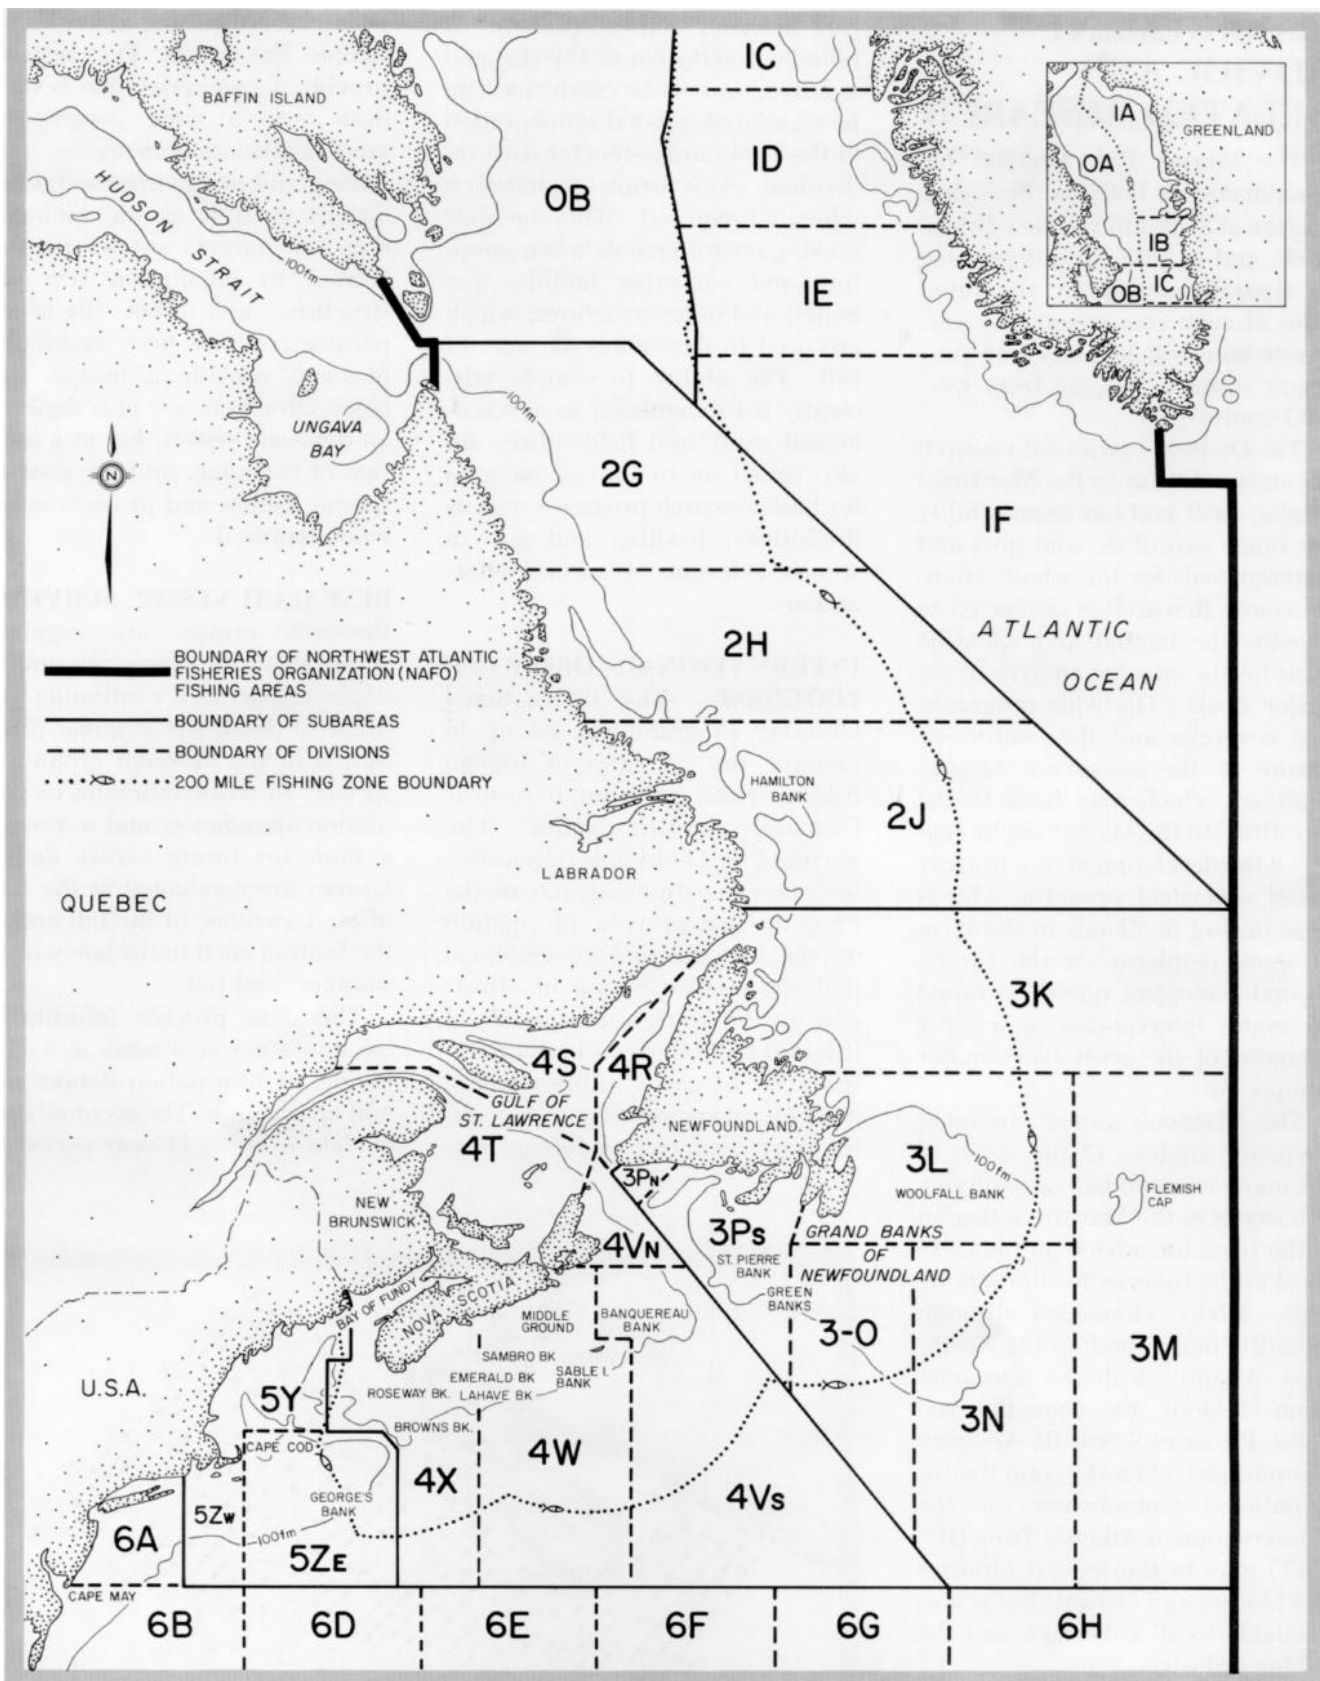 IC
BAFFIN ISLAND
HUDSON STRAIT
100fm
OB
ID
IE
IA
GREENLAND
OA
BAFFIN
IB
IC
OB
UNGAVA
BAY
N
100fm
2G
IF
ATLANTIC
OCEAN
2H
BOUNDARY OF NORTHWEST ATLANTIC
FISHERIES ORGANIZATION (NAFO)
FISHING AREAS
BOUNDARY OF SUBAREAS
BOUNDARY OF DIVISIONS
200 MILE FISHING ZONE BOUNDARY
HAMILTON
BANK
2J
LABRADOR
QUEBEC
3K
4S
4R
GULF OF
ST. LAWRENCE
4T
NEWFOUNDLAND
3PN
3L
100fm
WOOLFALL BANK
FLEMISH
CAP
NEW
BRUNSWICK
4VN
3PS
ST. PIERRE
BANK
GREEN
BANKS
GRAND BANKS
OF
NEWFOUNDLAND
BAY OF FUNDY
NOVA SCOTIA
MIDDLE
GROUND
BANQUEREAU
BANK
3-O
3M
SAMBRO BK
EMERALD BK
SABLE I.
BANK
ROSEWAY BK.
LAHAVE BK
BROWNS BK.
U.S.A.
5Y
3N
CAPE COD
4X
4W
4VS
GEORGE'S
BANK
5ZW
100fm
6A
5ZE
CAPE MAY
6B
6D
6E
6F
6G
6H